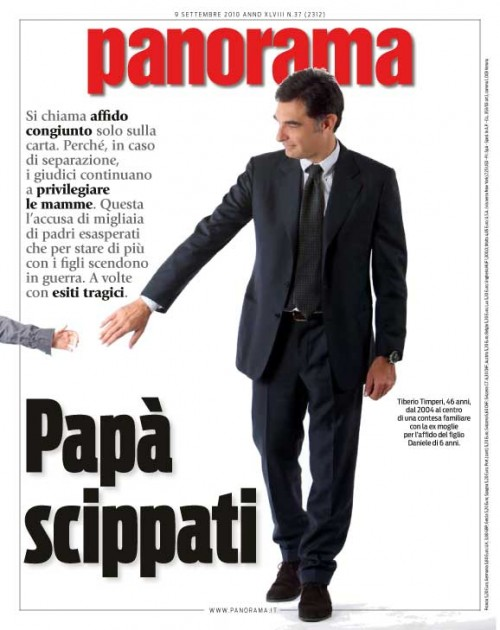 9 SETTEMBRE 2010 ANNO XLVIII N.37 (2312)
panorama
Si chiama affido
congiunto solo sulla
carta. Perché, in caso
di separazione,
i giudici continuano
a privilegiare
le mamme. Questa
l'accusa di migliaia
di padri esasperati
che per stare di più
con i figli scendono
in guerra. A volte
con esiti tragici.
Tiberio Timperi, 46 anni,
dal 2004 al centro
di una contesa familiare
con la ex moglie
per l'affido del figlio
Daniele di 6 anni.
Papà
scippati
WWW.PANORAMA.IT